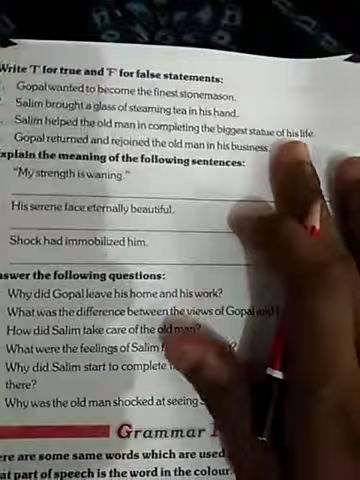 Write 'T' for true and 'F' for false statements:
Gopal wanted to become the finest stonemason.
Salim brought a glass of steaming tea in his hand.
Salim helped the old man in completing the biggest statue of his life.
Gopal returned and rejoined the old man in his business.
xplain the meaning of the following sentences:
"My strength is waning."
His serene face eternally beautiful.
Shock had immobilized him.
nswer the following questions:
Why did Gopal leave his home and his work?
What was the difference between the views of Gopal and
How did Salim take care of the old man?
What were the feelings of Salim f
Why did Salim start to complete
there?
Why was the old man shocked at seeing
Grammar
ere are some same words which are used
at part of speech is the word in the colour.